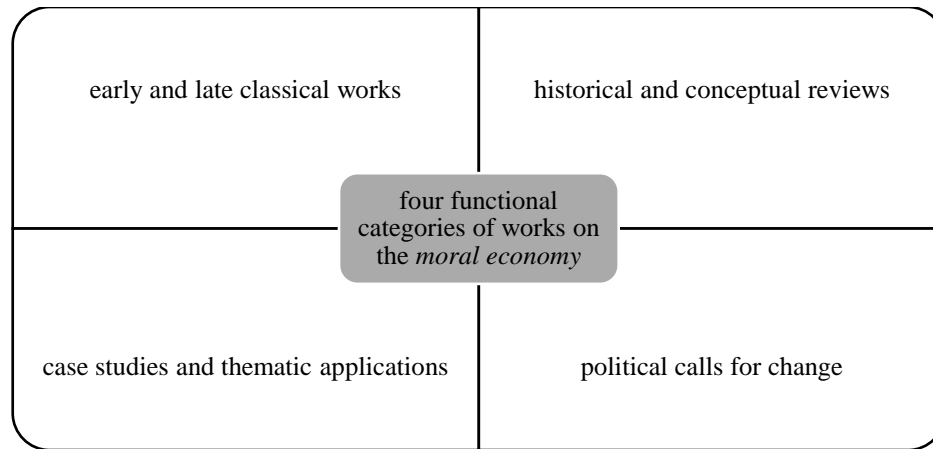 early and late classical works
historical and conceptual reviews
four functional
categories of works on
the moral economy
case studies and thematic applications
political calls for change